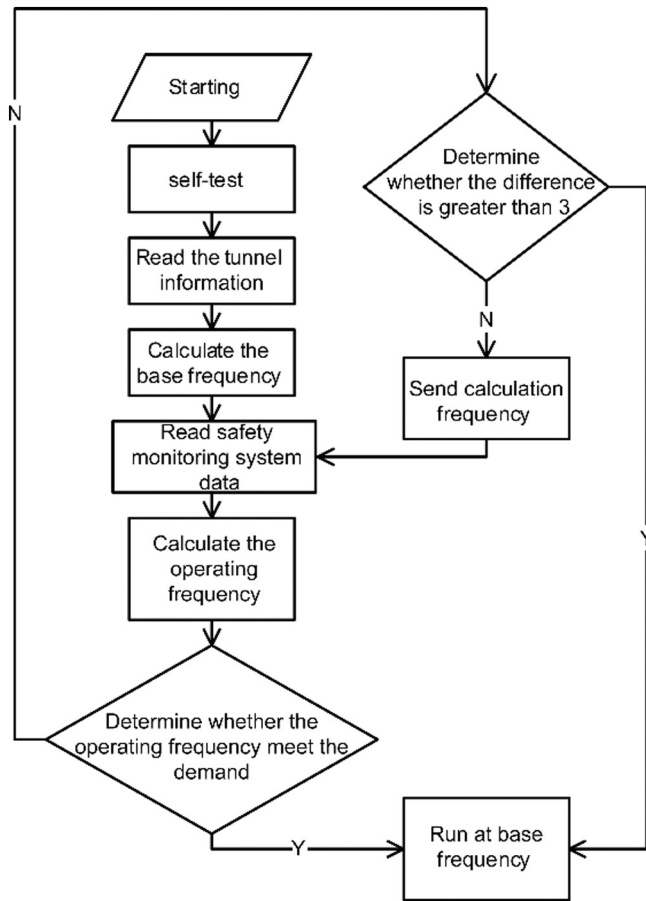 Starting
self-test
Read the tunnel
information
Calculate the
base frequency
Read safety
monitoring system
data
Calculate the
operating
frequency
Determine whether the
operating frequency meet the
demand
N
Y
Determine
whether the difference
is greater than 3
N
Send calculation
frequency
Y
Run at base
frequency